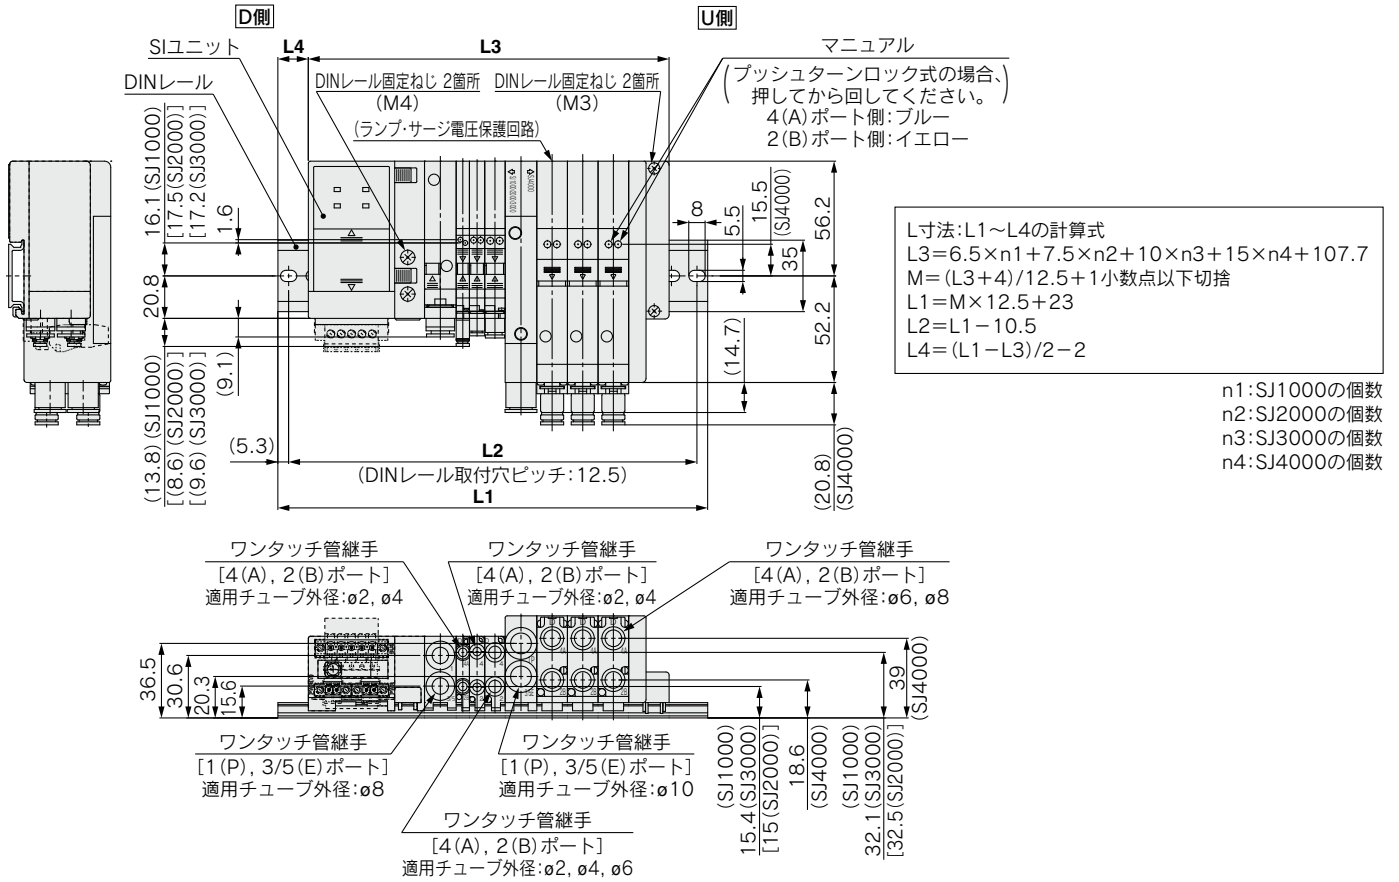 D側
U側
SIユニット
L4
L3
マニュアル
DINレール
DINレール固定ねじ 2箇所
(M4)
DINレール固定ねじ 2箇所
(M3)
(プッシュターンロック式の場合、
押してから回してください。)
4(A)ポート側:ブルー
2(B)ポート側:イエロー
(ランプ・サージ電圧保護回路)
16.1(SJ1000)
[17.5(SJ2000)]
[17.2(SJ3000)]
1.6
20.8
(9.1)
(13.8)(SJ1000)
[(8.6)(SJ2000)]
[(9.6)(SJ3000)]
8
5.5
15.5
(SJ4000)
35
56.2
52.2
(14.7)
(20.8)
(SJ4000)
(5.3)
L2
(DINレール取付穴ピッチ:12.5)
L1
L寸法:L1~L4の計算式
L3=6.5×n1+7.5×n2+10×n3+15×n4+107.7
M=(L3+4)/12.5+1小数点以下切捨
L1=M×12.5+23
L2=L1-10.5
L4=(L1-L3)/2-2
n1:SJ1000の個数
n2:SJ2000の個数
n3:SJ3000の個数
n4:SJ4000の個数
ワンタッチ管継手
[4(A), 2(B)ポート]
適用チューブ外径:ø2, ø4
ワンタッチ管継手
[4(A), 2(B)ポート]
適用チューブ外径:ø2, ø4
ワンタッチ管継手
[4(A), 2(B)ポート]
適用チューブ外径:ø6, ø8
36.5
30.6
20.3
15.6
39
(SJ4000)
ワンタッチ管継手
[1(P), 3/5(E)ポート]
適用チューブ外径:ø8
ワンタッチ管継手
[1(P), 3/5(E)ポート]
適用チューブ外径:ø10
ワンタッチ管継手
[4(A), 2(B)ポート]
適用チューブ外径:ø2, ø4, ø6
(SJ1000)
15.4(SJ3000)
[15(SJ2000)]
18.6
(SJ4000)
(SJ1000)
32.1(SJ3000)
[32.5(SJ2000)]